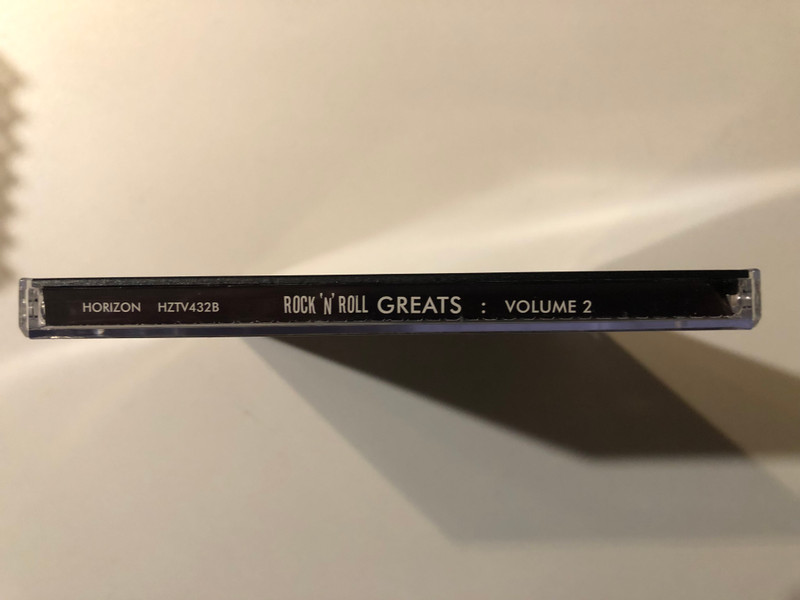 HORIZON HZTV432B ROCK 'N' ROLL GREATS : VOLUME 2